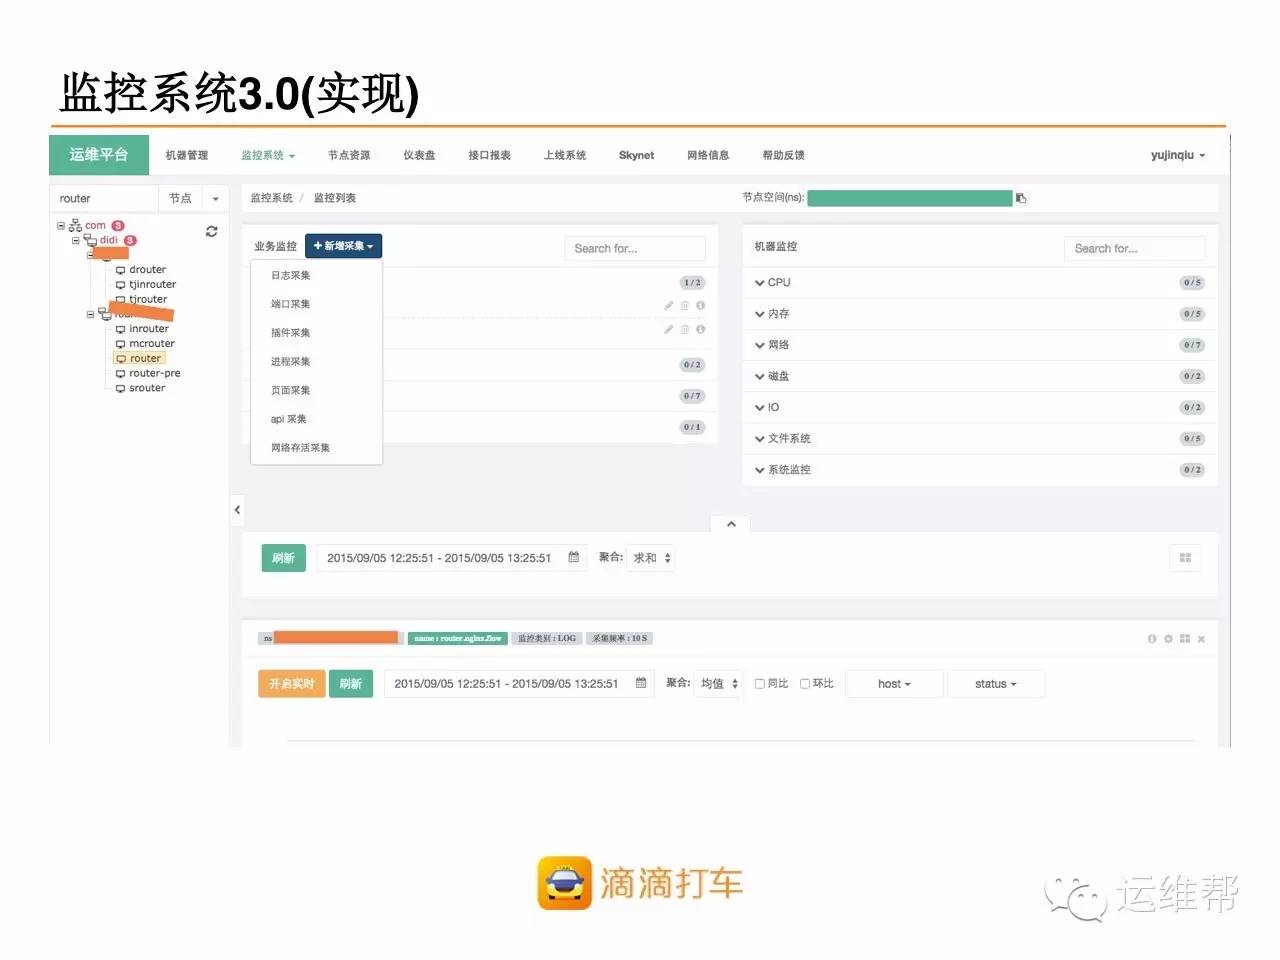 监控系统3.0(实现)
运维平台 机器管理 监控系统 节点资源 仪表盘 接口报表 上线系统 Skynet 网络信息 帮助反馈 yujinqiu
router 节点
监控系统 / 监控列表 节点空间(ns):
com 3
didi 3
drouter
tjinrouter
tjrouter
inrouter
mcrouter
router
router-pre
srouter
业务监控 +新增采集 Search for...
日志采集
端口采集
插件采集
进程采集
页面采集
api 采集
网络存活采集
1 / 2
0 / 2
0 / 7
0 / 1
机器监控 Search for...
CPU 0 / 5
内存 0 / 5
网络 0 / 7
磁盘 0 / 2
IO 0 / 2
文件系统 0 / 5
系统监控 0 / 2
刷新 2015/09/05 12:25:51 - 2015/09/05 13:25:51 聚合: 求和
ns name : router.nginx.flow 监控类别 : LOG 采集频率 : 10 S
开启实时 刷新 2015/09/05 12:25:51 - 2015/09/05 13:25:51 聚合: 均值 同比 环比 host status
滴滴打车
运维帮